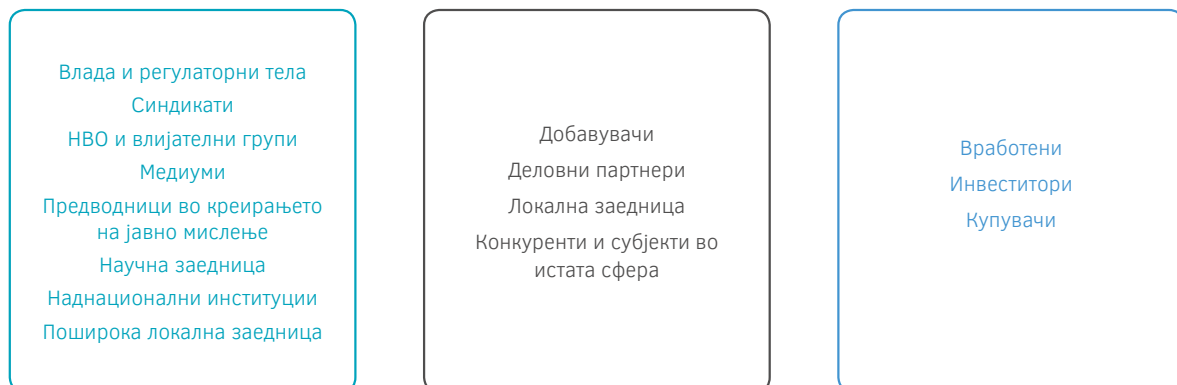 Влада и регулаторни тела
Синдикати
НВО и влијателни групи
Медиуми
Предводници во креирањето
на јавно мислење
Научна заедница
Наднационални институции
Поширока локална заедница
Добавувачи
Деловни партнери
Локална заедница
Конкуренти и субјекти во
истата сфера
Вработени
Инвеститори
Купувачи